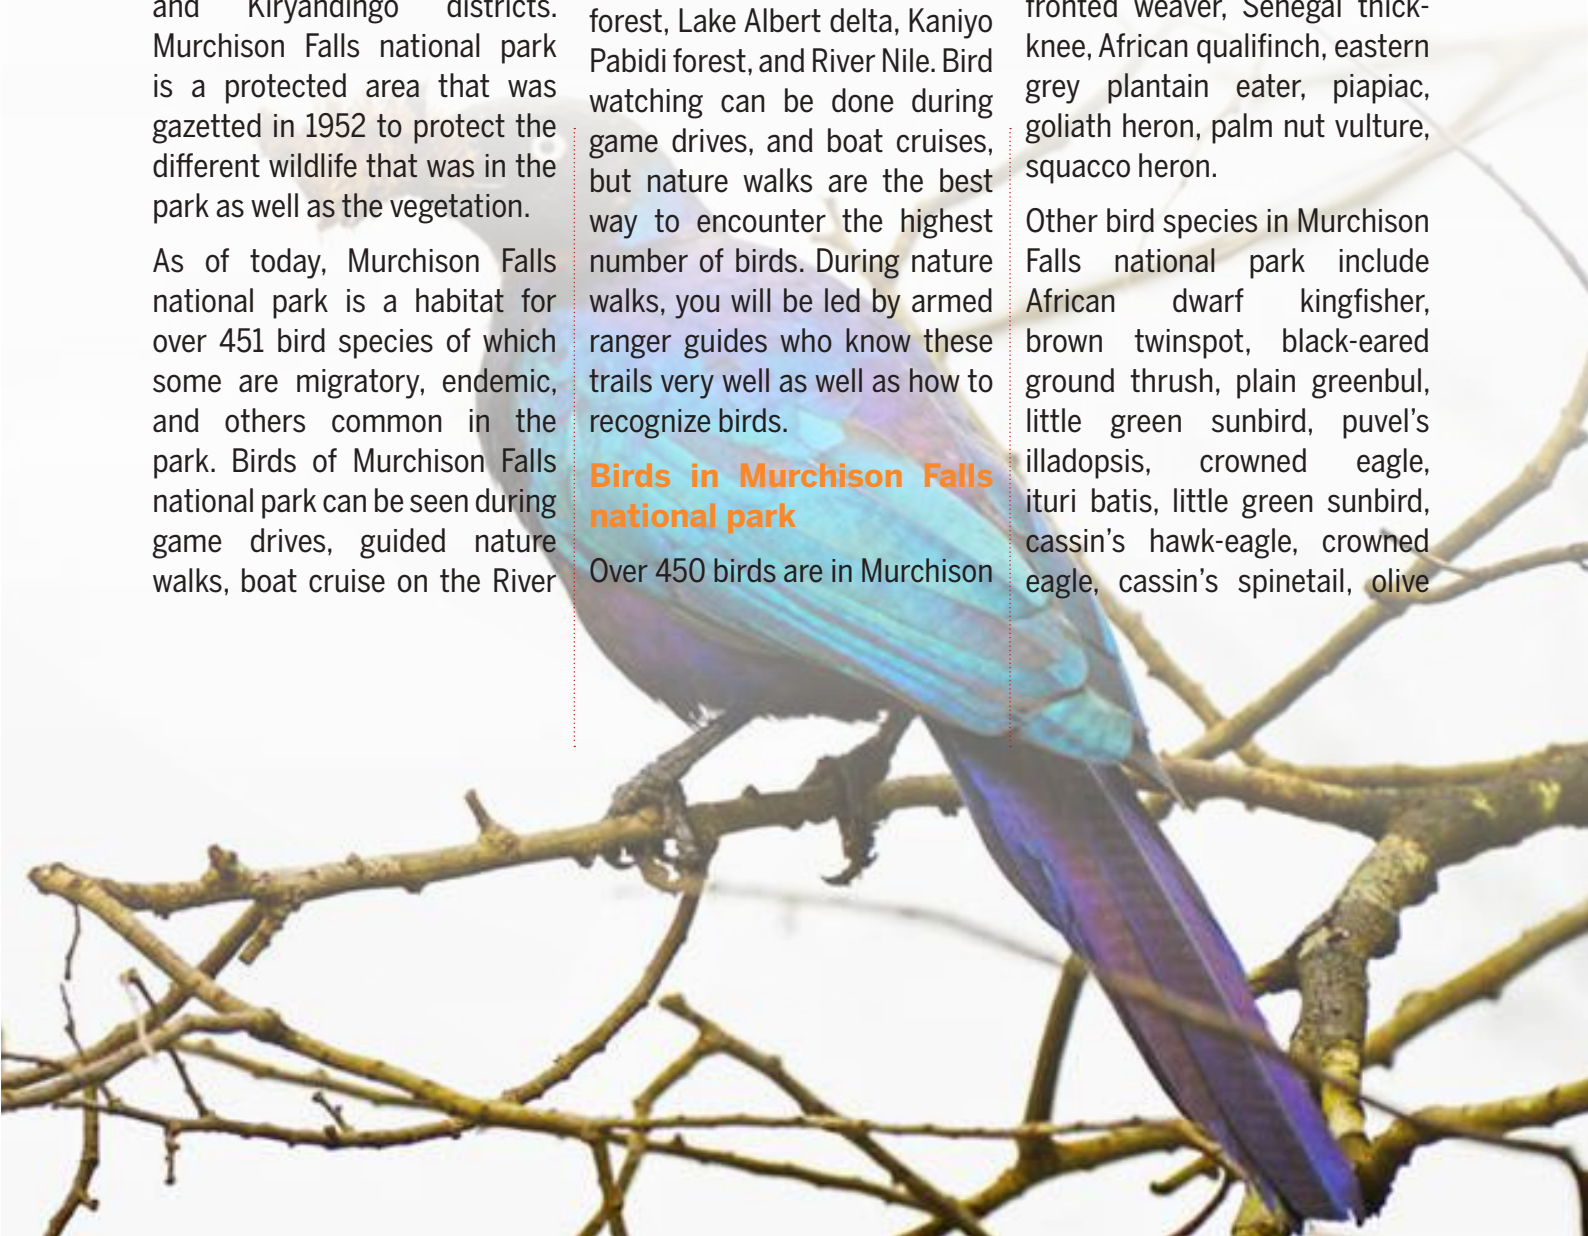 and Kiryandingo districts.
Murchison Falls national park
is a protected area that was
gazetted in 1952 to protect the
different wildlife that was in the
park as well as the vegetation.
As of today, Murchison Falls
national park is a habitat for
over 451 bird species of which
some are migratory, endemic,
and others common in the
park. Birds of Murchison Falls
national park can be seen during
game drives, guided nature
walks, boat cruise on the River
forest, Lake Albert delta, Kaniyo
Pabidi forest, and River Nile. Bird
watching can be done during
game drives, and boat cruises,
but nature walks are the best
way to encounter the highest
number of birds. During nature
walks, you will be led by armed
ranger guides who know these
trails very well as well as how to
recognize birds.
Birds in Murchison Falls
national park
Over 450 birds are in Murchison
fronted weaver, Senegal thick-
knee, African qualifinch, eastern
grey plantain eater, piapiac,
goliath heron, palm nut vulture,
squacco heron.
Other bird species in Murchison
Falls national park include
African dwarf kingfisher,
brown twinspot, black-eared
ground thrush, plain greenbul,
little green sunbird, puvel's
illadopsis, crowned eagle,
ituri batis, little green sunbird,
cassin's hawk-eagle, crowned
eagle, cassin's spinetail, olive